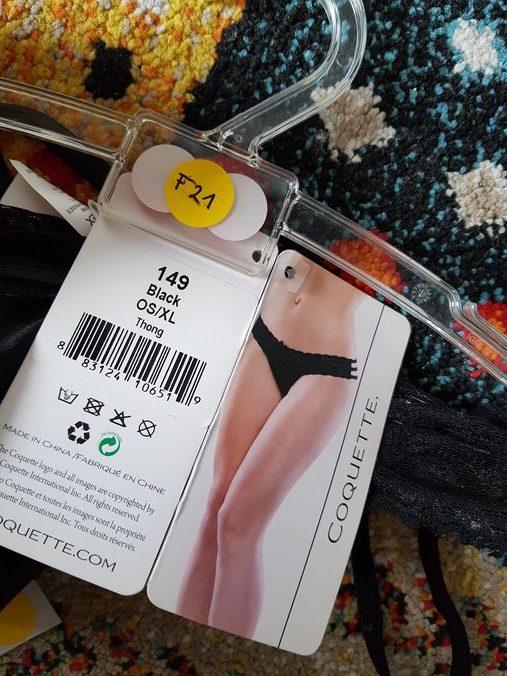 F21
149
Black
OS/XL
Thong
8 83124 10651 9
MADE IN CHINA / FABRIQUÉ EN CHINE
The Coquette logo and all images are copyrighted by
Coquette International Inc. All rights reserved.
Coquette et toutes les images sont la propriété
Coquette International Inc. Tous droits réservés.
OQUETTE.COM
COQUETTE.